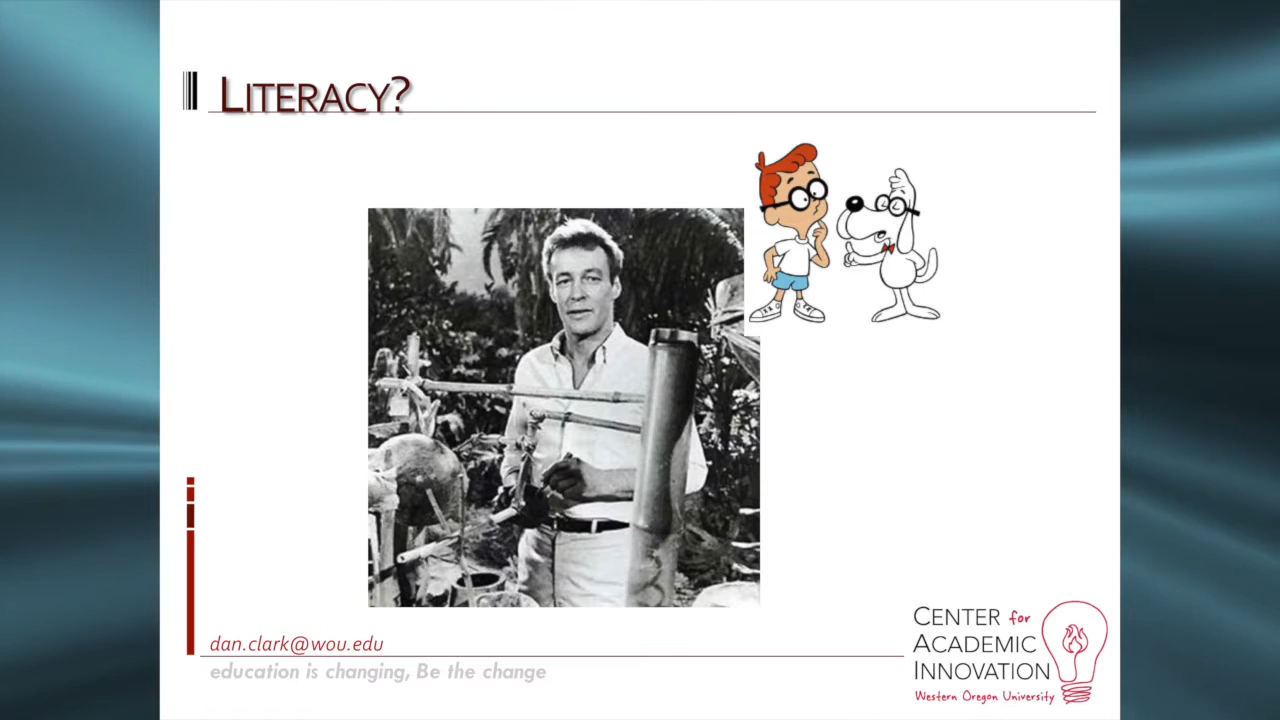 LITERACY?
dan.clark@wou.edu
education is changing, Be the change
CENTER for
ACADEMIC
INNOVATION
Western Oregon University